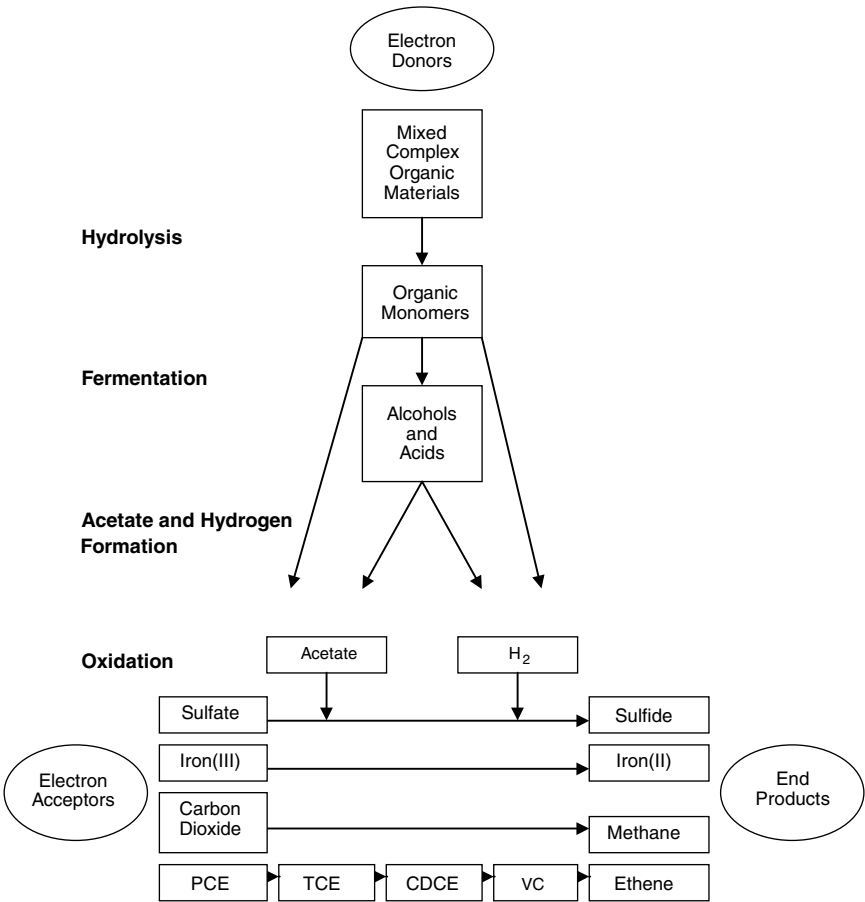 Electron
Donors
Mixed
Complex
Organic
Materials
Hydrolysis
Organic
Monomers
Fermentation
Alcohols
and
Acids
Acetate and Hydrogen
Formation
Oxidation
Acetate
H2
Sulfate
Sulfide
Iron(III)
Iron(II)
Electron
Acceptors
End
Products
Carbon
Dioxide
Methane
PCE
TCE
CDCE
VC
Ethene